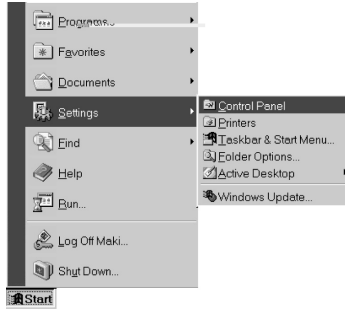 Programs
Favorites
Documents
Settings
Find
Help
Run...
Log Off Maki...
Shut Down...
Start
Control Panel
Printers
Taskbar & Start Menu...
Folder Options...
Active Desktop
Windows Update...